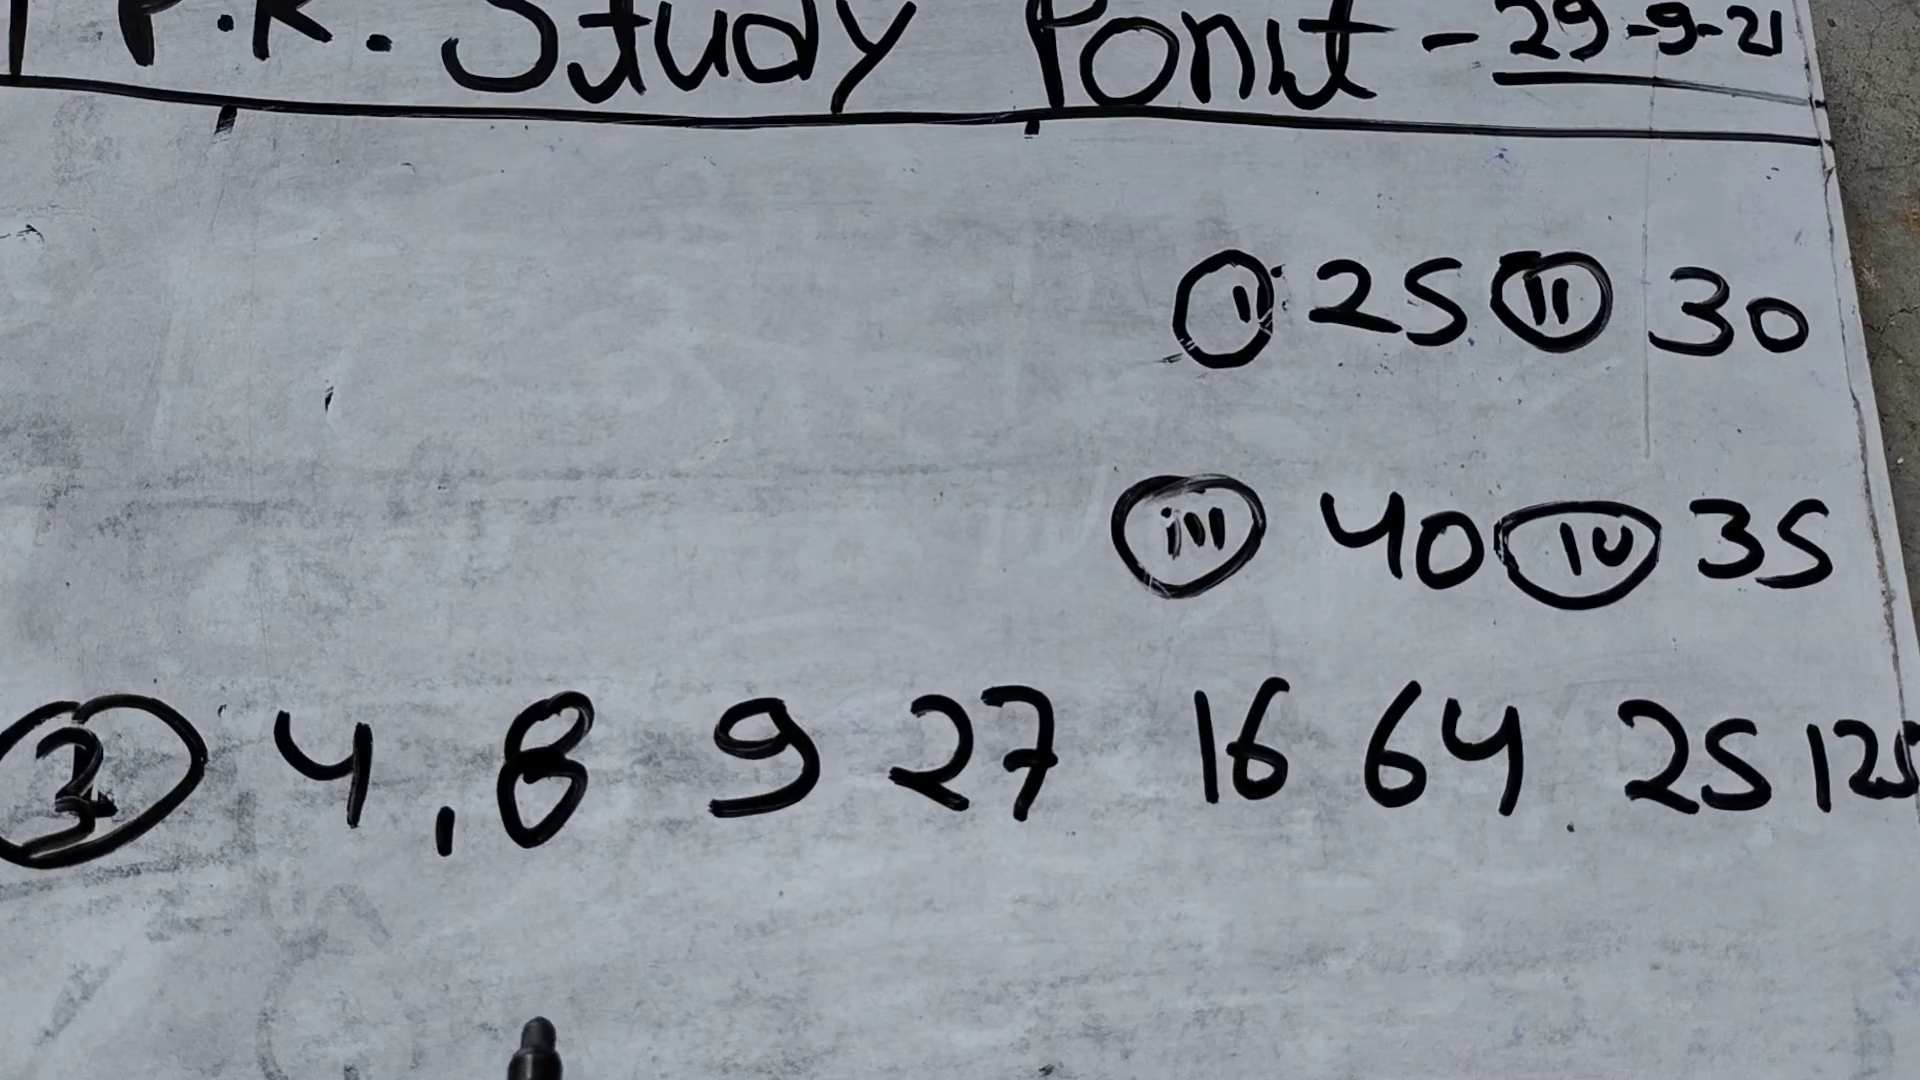 P.K. Study Ponit - 29-9-21
(i) 25 (ii) 30
(iii) 40 (iv) 35
(3) 4, 8 9 27 16 64 25 125